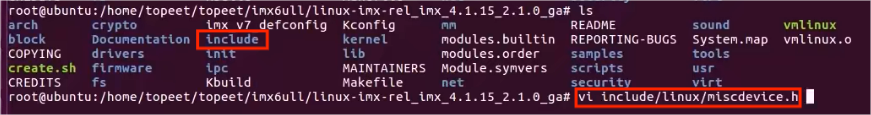 root@ubuntu:/home/topeet/imx6ull/linux-imx-rel_imx_4.1.15_2.1.0_ga# ls
arch crypto imx_v7_defconfig Kconfig mm README sound vmlinux
block Documentation include kernel modules.builtin REPORTING-BUGS System.map vmlinux.o
COPYING drivers init lib modules.order samples tools
create.sh firmware ipc MAINTAINERS Module.symvers scripts usr
CREDITS fs Kbuild Makefile net security virt
root@ubuntu:/home/topeet/imx6ull/linux-imx-rel_imx_4.1.15_2.1.0_ga# vi include/linux/miscdevice.h